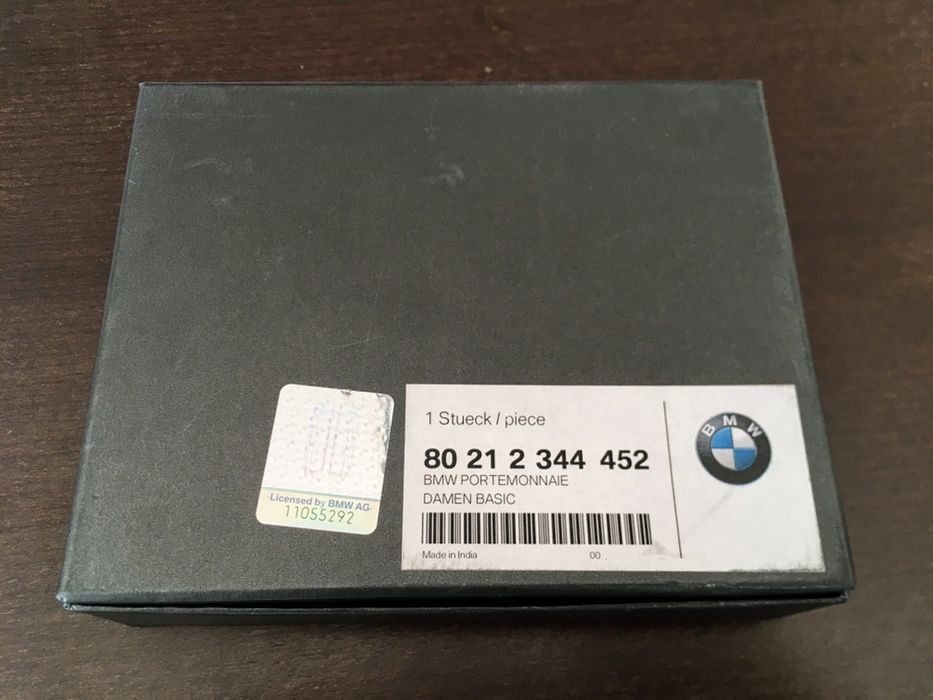 1 Stueck / piece
80 21 2 344 452
BMW PORTEMONNAIE
DAMEN BASIC
Made in India 00
BMW
-Licensed by BMW AG-
11055292